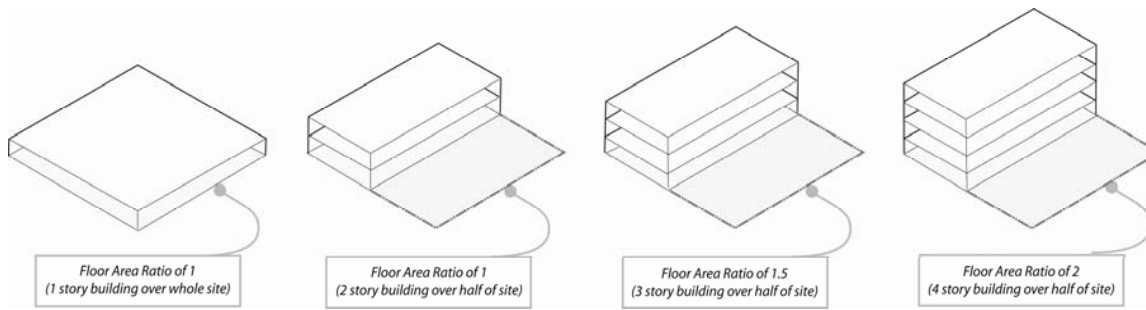 Floor Area Ratio of 1
(1 story building over whole site)
Floor Area Ratio of 1
(2 story building over half of site)
Floor Area Ratio of 1.5
(3 story building over half of site)
Floor Area Ratio of 2
(4 story building over half of site)